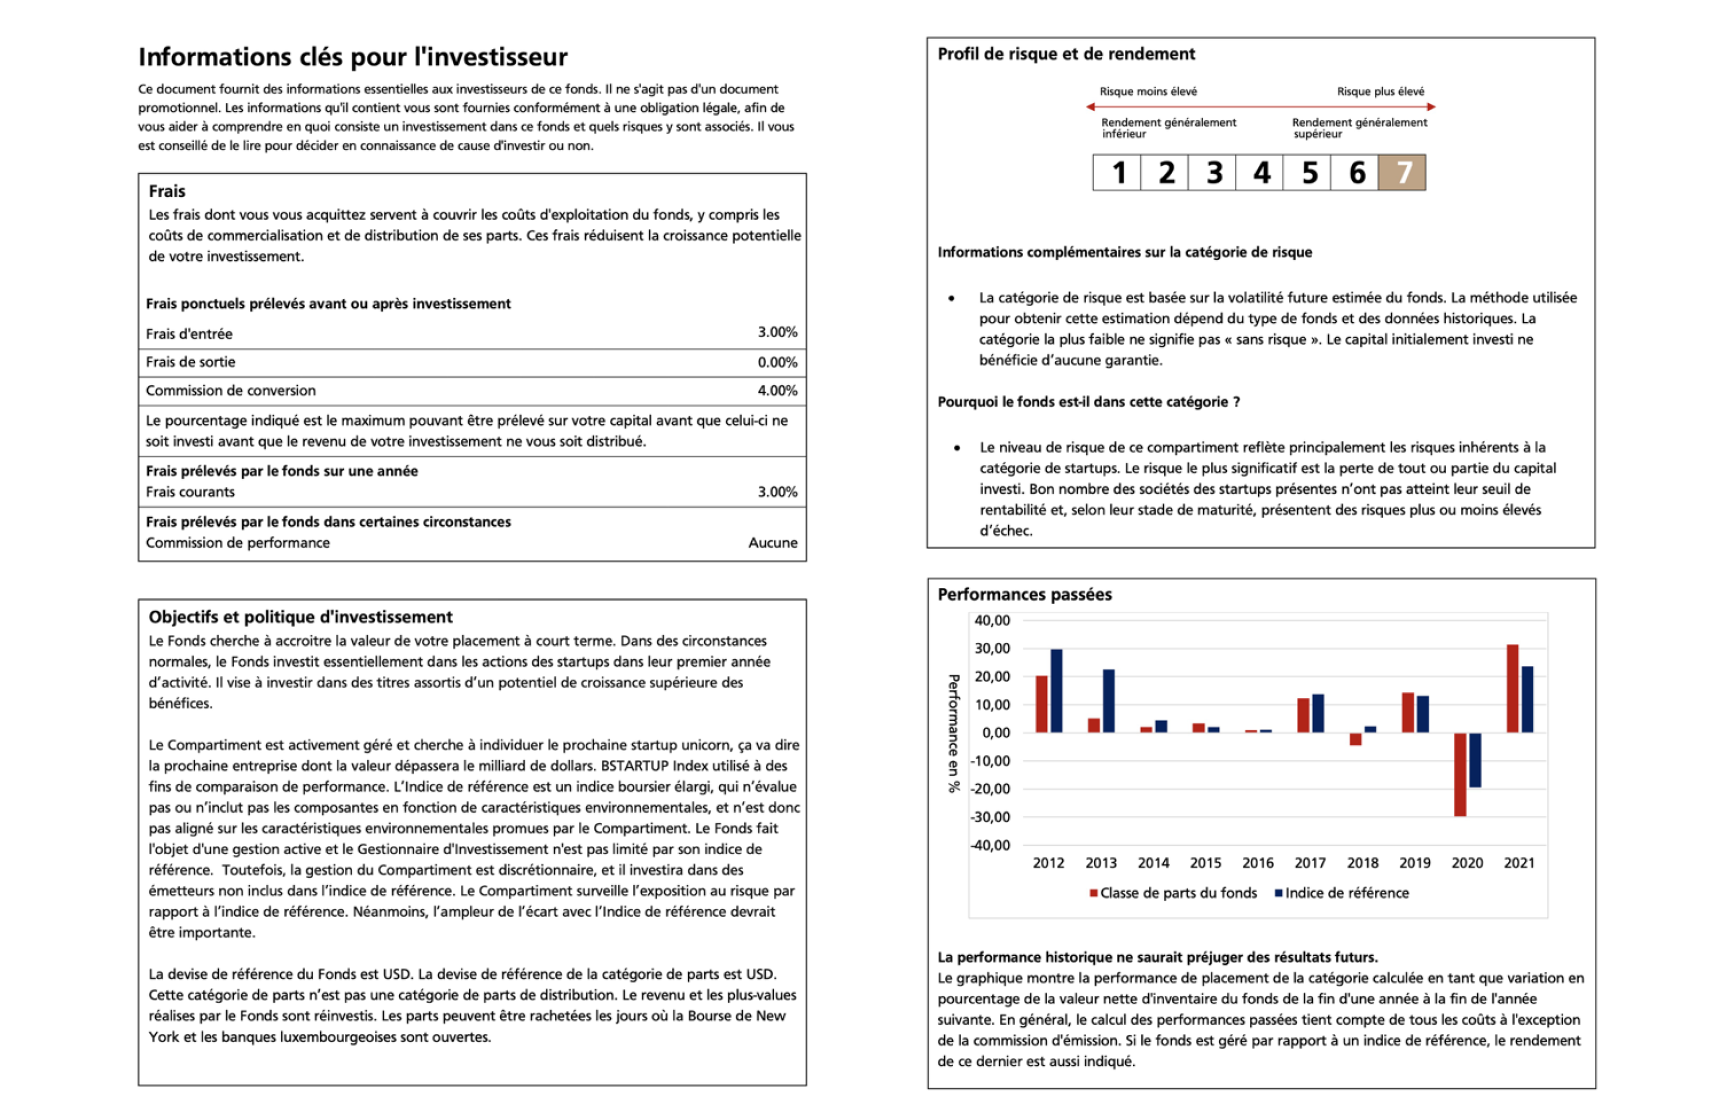 Informations clés pour l'investisseur
Ce document fournit des informations essentielles aux investisseurs de ce fonds. Il ne s'agit pas d'un document
promotionnel. Les informations qu'il contient vous sont fournies conformément à une obligation légale, afin de
vous aider à comprendre en quoi consiste un investissement dans ce fonds et quels risques y sont associés. Il vous
est conseillé de le lire pour décider en connaissance de cause d'investir ou non.
Frais
Les frais dont vous vous acquittez servent à couvrir les coûts d'exploitation du fonds, y compris les
coûts de commercialisation et de distribution de ses parts. Ces frais réduisent la croissance potentielle
de votre investissement.
Frais ponctuels prélevés avant ou après investissement
Frais d'entrée 3.00%
Frais de sortie 0.00%
Commission de conversion 4.00%
Le pourcentage indiqué est le maximum pouvant être prélevé sur votre capital avant que celui-ci ne
soit investi avant que le revenu de votre investissement ne vous soit distribué.
Frais prélevés par le fonds sur une année
Frais courants 3.00%
Frais prélevés par le fonds dans certaines circonstances
Commission de performance Aucune
Objectifs et politique d'investissement
Le Fonds cherche à accroitre la valeur de votre placement à court terme. Dans des circonstances
normales, le Fonds investit essentiellement dans les actions des startups dans leur premier année
d’activité. Il vise à investir dans des titres assortis d’un potentiel de croissance supérieure des
bénéfices.
Le Compartiment est activement géré et cherche à individuer le prochaine startup unicorn, ça va dire
la prochaine entreprise dont la valeur dépassera le milliard de dollars. BSTARTUP Index utilisé à des
fins de comparaison de performance. L’Indice de référence est un indice boursier élargi, qui n’évalue
pas ou n’inclut pas les composantes en fonction de caractéristiques environnementales, et n’est donc
pas aligné sur les caractéristiques environnementales promues par le Compartiment. Le Fonds fait
l'objet d'une gestion active et le Gestionnaire d'Investissement n'est pas limité par son indice de
référence. Toutefois, la gestion du Compartiment est discrétionnaire, et il investira dans des
émetteurs non inclus dans l’indice de référence. Le Compartiment surveille l’exposition au risque par
rapport à l’indice de référence. Néanmoins, l’ampleur de l’écart avec l’Indice de référence devrait
être importante.
La devise de référence du Fonds est USD. La devise de référence de la catégorie de parts est USD.
Cette catégorie de parts n’est pas une catégorie de parts de distribution. Le revenu et les plus-values
réalises par le Fonds sont réinvestis. Les parts peuvent être rachetées les jours où la Bourse de New
York et les banques luxembourgeoises sont ouvertes.
Profil de risque et de rendement
Risque moins élevé Risque plus élevé
Rendement généralement Rendement généralement
inférieur supérieur
1 2 3 4 5 6 7
Informations complémentaires sur la catégorie de risque
• La catégorie de risque est basée sur la volatilité future estimée du fonds. La méthode utilisée
pour obtenir cette estimation dépend du type de fonds et des données historiques. La
catégorie la plus faible ne signifie pas « sans risque ». Le capital initialement investi ne
bénéficie d’aucune garantie.
Pourquoi le fonds est-il dans cette catégorie ?
• Le niveau de risque de ce compartiment reflète principalement les risques inhérents à la
catégorie de startups. Le risque le plus significatif est la perte de tout ou partie du capital
investi. Bon nombre des sociétés des startups présentes n’ont pas atteint leur seuil de
rentabilité et, selon leur stade de maturité, présentent des risques plus ou moins élevés
d’échec.
Performances passées
Performance en %
40,00
30,00
20,00
10,00
0,00
-10,00
-20,00
-30,00
-40,00
2012 2013 2014 2015 2016 2017 2018 2019 2020 2021
Classe de parts du fonds Indice de référence
La performance historique ne saurait préjuger des résultats futurs.
Le graphique montre la performance de placement de la catégorie calculée en tant que variation en
pourcentage de la valeur nette d'inventaire du fonds de la fin d'une année à la fin de l'année
suivante. En général, le calcul des performances passées tient compte de tous les coûts à l'exception
de la commission d'émission. Si le fonds est géré par rapport à un indice de référence, le rendement
de ce dernier est aussi indiqué.